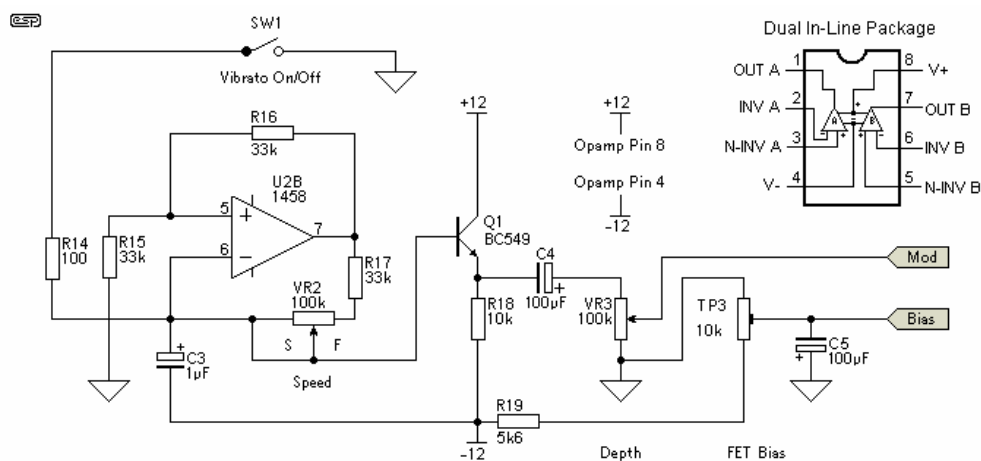 esp
SW1
Vibrato On/Off
Dual In-Line Package
1
OUT A
8
V+
INV A
2
7
OUT B
A
B
N-INV A
3
6
INV B
V-
4
5
N-INV B
+12
+12
Opamp Pin 8
Opamp Pin 4
-12
R16
33k
U2B
1458
5
+
6
−
7
R14
100
R15
33k
R17
33k
VR2
100k
S
F
Speed
C3
1µF
+
Q1
BC549
C4
+
100µF
R18
10k
VR3
100k
TP3
10k
Mod
Bias
C5
100µF
+
R19
5k6
-12
Depth
FET Bias